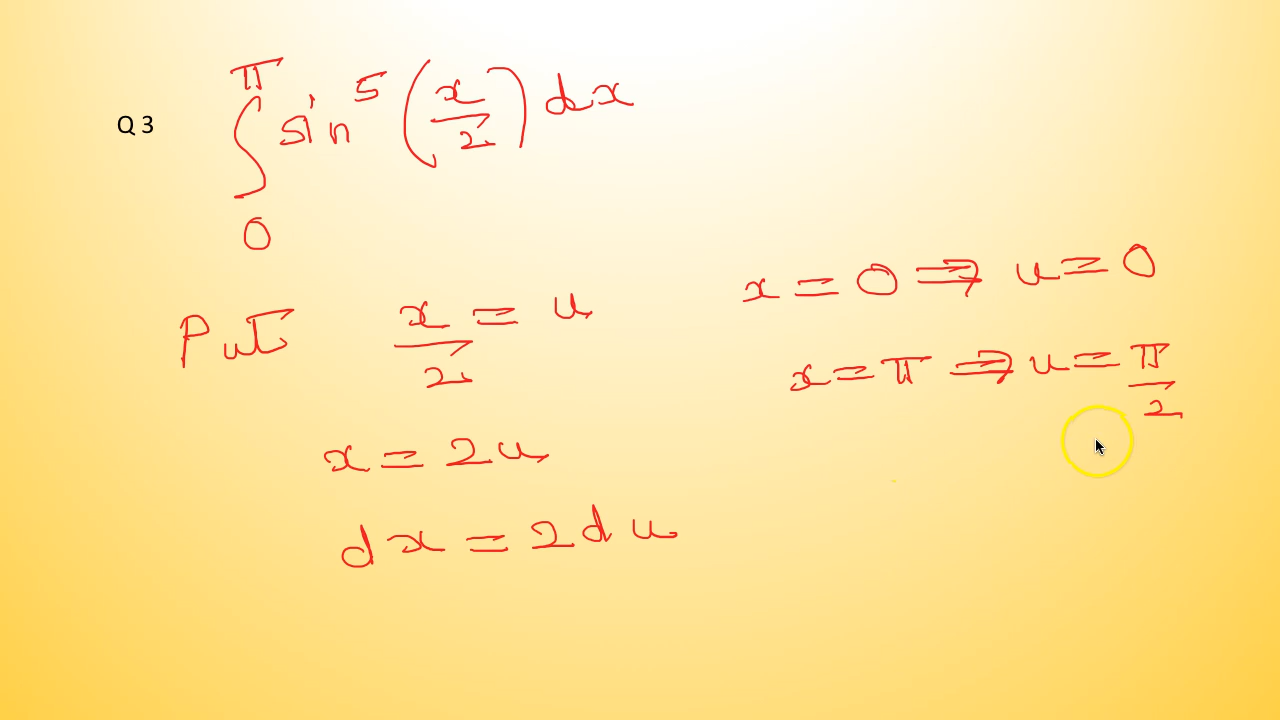 Q 3 ∫₀^π sin⁵(x/2) dx
Put x/2 = u
x = 0 ⇒ u = 0
x = π ⇒ u = π/2
x = 2u
dx = 2du